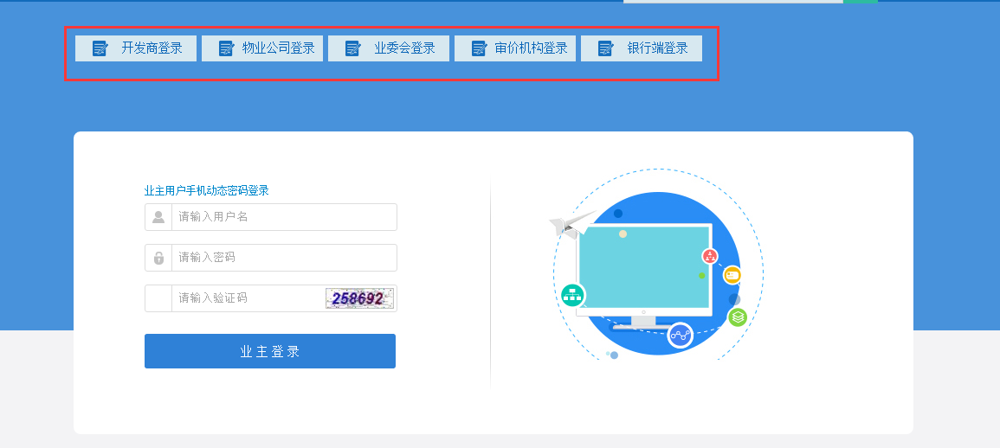 开发商登录 物业公司登录 业委会登录 审价机构登录 银行端登录
业主用户手机动态密码登录
请输入用户名
请输入密码
请输入验证码 258692
业主登录